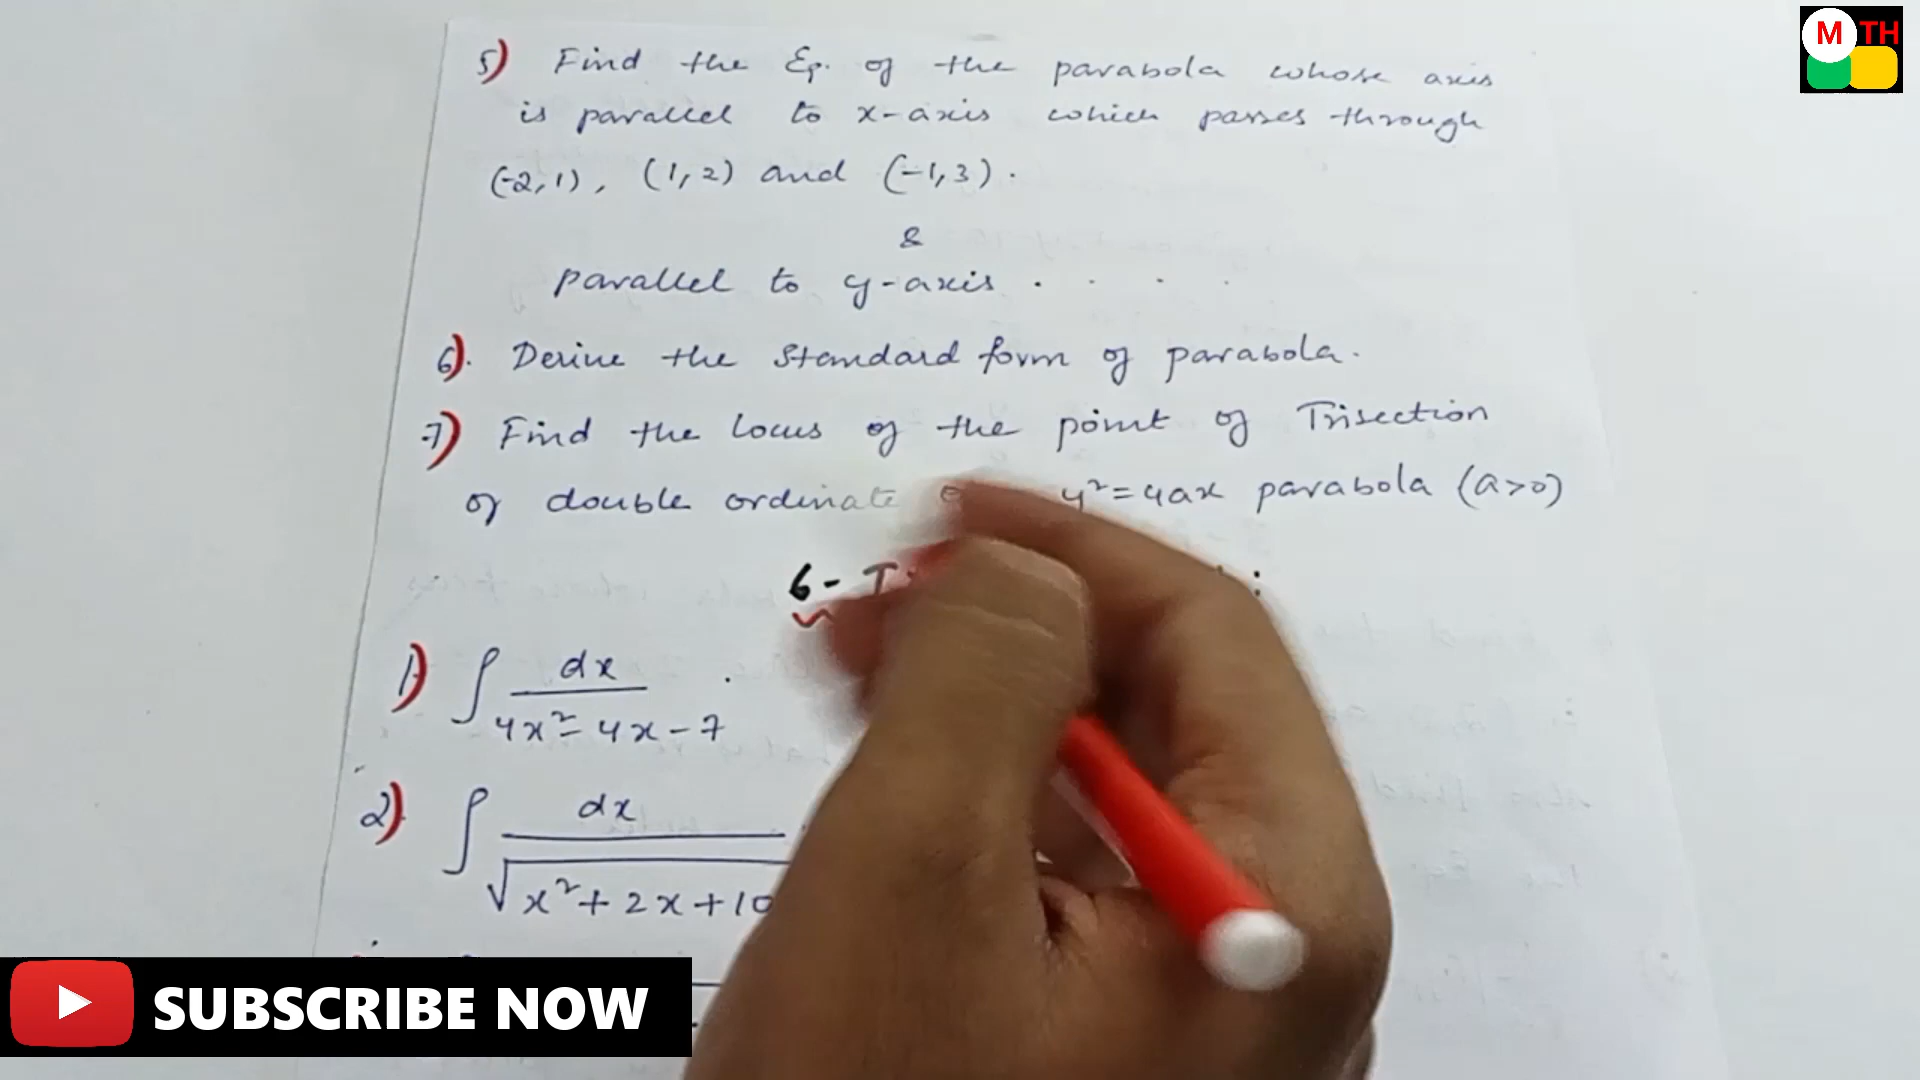 M TH
5) Find the Eq. of the parabola whose axis
is parallel to x-axis which passes through
(-2,1), (1,2) and (-1,3).
&
parallel to y-axis . . . .
6). Derive the standard form of parabola.
7) Find the locus of the point of Trisection
of double ordinate y²=4ax parabola (a>0)
6-
1) ∫ dx .
4x²-4x-7
2) ∫ dx
√x²+2x+10
SUBSCRIBE NOW